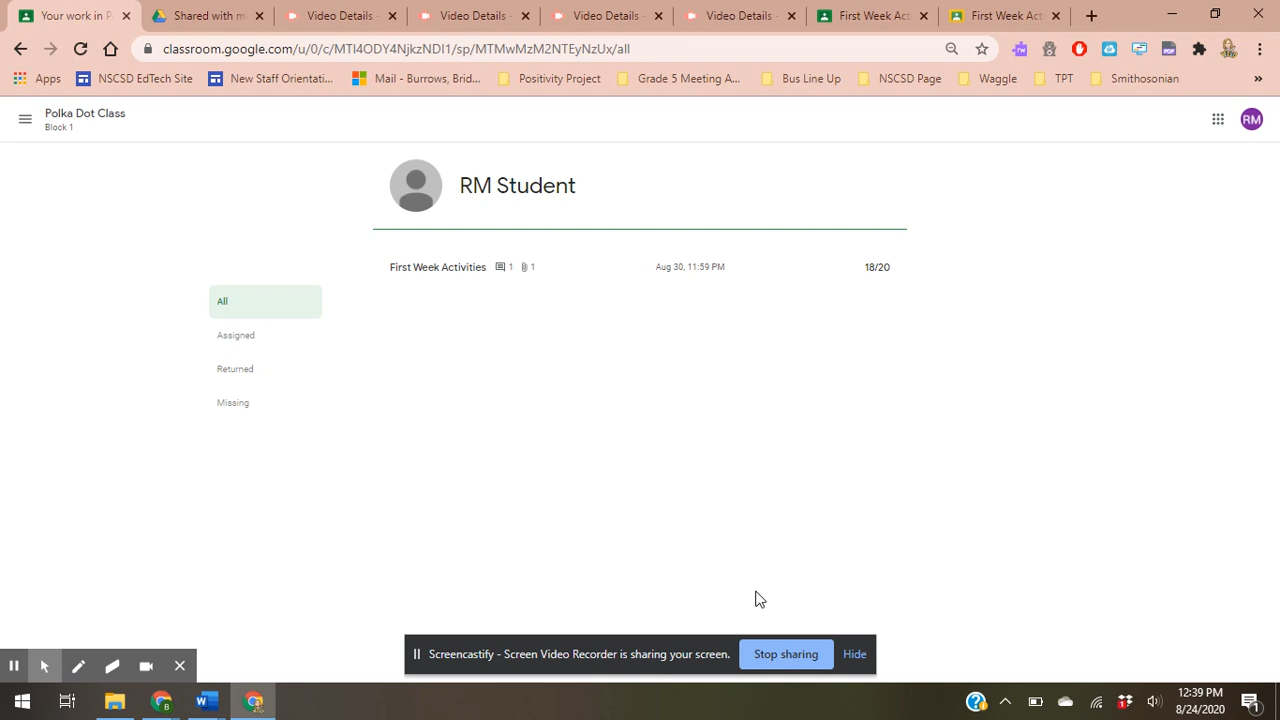 Your work in P
Shared with m
Video Details -
Video Details -
Video Details -
Video Details -
First Week Act
First Week Act
classroom.google.com/u/0/c/MTI4ODY4NjkzNDI1/sp/MTMwMzM2NTEyNzUx/all
Apps
NSCSD EdTech Site
New Staff Orientati...
Mail - Burrows, Brid...
Positivity Project
Grade 5 Meeting A...
Bus Line Up
NSCSD Page
Waggle
TPT
Smithosonian
»
Polka Dot Class
Block 1
RM
RM Student
First Week Activities 1 1 Aug 30, 11:59 PM 18/20
All
Assigned
Returned
Missing
Screencastify - Screen Video Recorder is sharing your screen. Stop sharing Hide
12:39 PM
8/24/2020